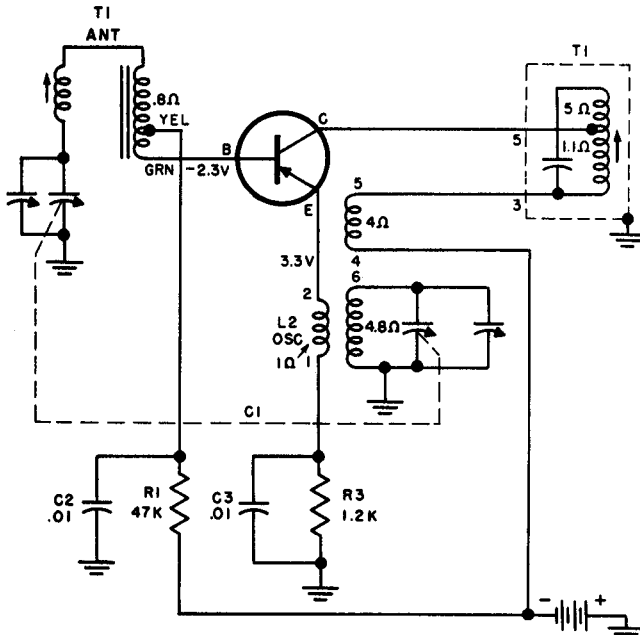 T1
ANT
.8Ω
YEL
GRN
B
-2.3V
C
E
T1
5Ω
1.1Ω
5
3
5
4Ω
4
3.3V
6
2
L2
OSC
1Ω
1
4.8Ω
C1
C2
.01
R1
47K
C3
.01
R3
1.2K
-
+